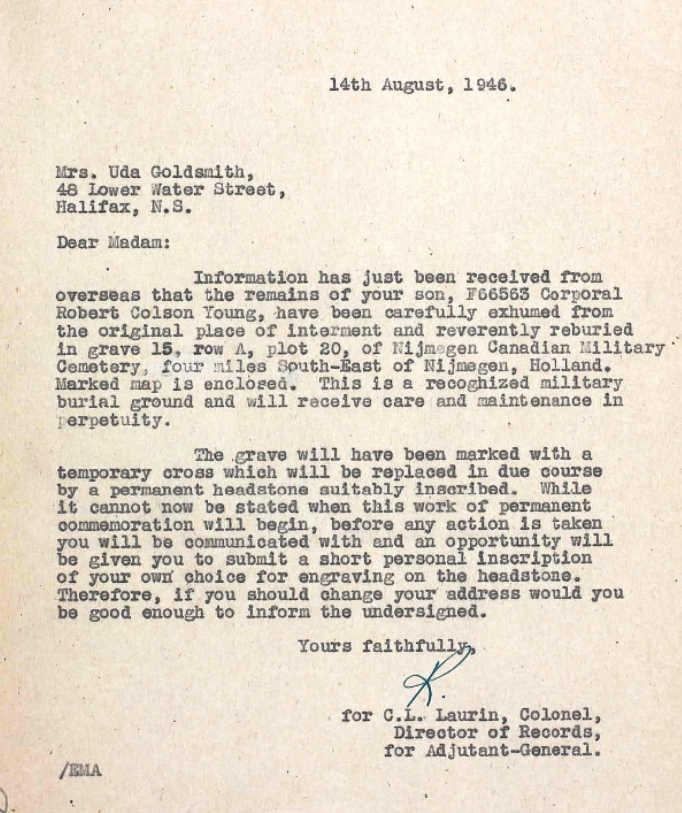 14th August, 1946.
Mrs. Uda Goldsmith,
48 Lower Water Street,
Halifax, N.S.
Dear Madam:
Information has just been received from
overseas that the remains of your son, F66563 Corporal
Robert Colson Young, have been carefully exhumed from
the original place of interment and reverently reburied
in grave 15, row A, plot 20, of Nijmegen Canadian Military
Cemetery, four miles South-East of Nijmegen, Holland.
Marked map is enclosed. This is a recoghized military
burial ground and will receive care and maintenance in
perpetuity.
The grave will have been marked with a
temporary cross which will be replaced in due course
by a permanent headstone suitably inscribed. While
it cannot now be stated when this work of permanent
commemoration will begin, before any action is taken
you will be communicated with and an opportunity will
be given you to submit a short personal inscription
of your own choice for engraving on the headstone.
Therefore, if you should change your address would you
be good enough to inform the undersigned.
Yours faithfully,
R.
for C.L. Laurin, Colonel,
Director of Records,
for Adjutant-General.
/EMA